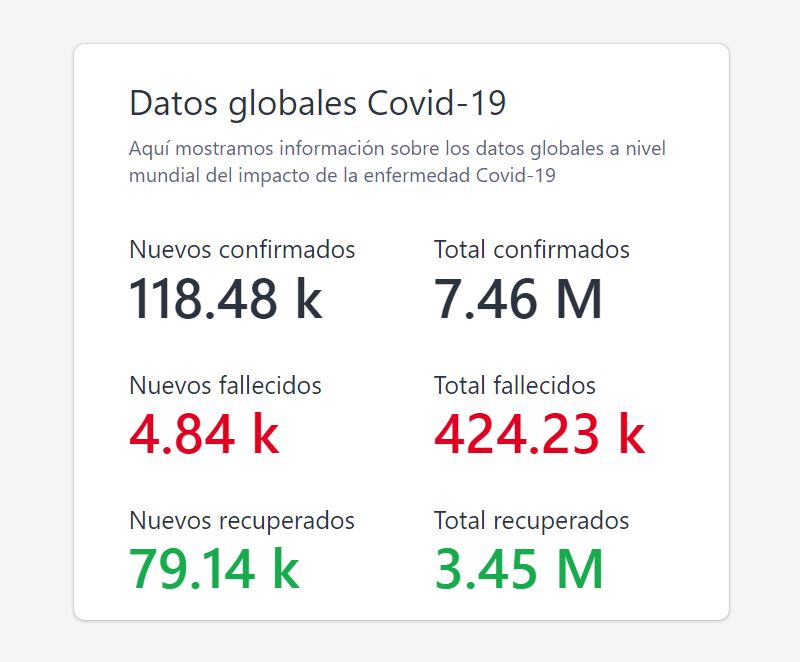 Datos globales Covid-19
Aquí mostramos información sobre los datos globales a nivel
mundial del impacto de la enfermedad Covid-19
Nuevos confirmados
118.48 k
Total confirmados
7.46 M
Nuevos fallecidos
4.84 k
Total fallecidos
424.23 k
Nuevos recuperados
79.14 k
Total recuperados
3.45 M